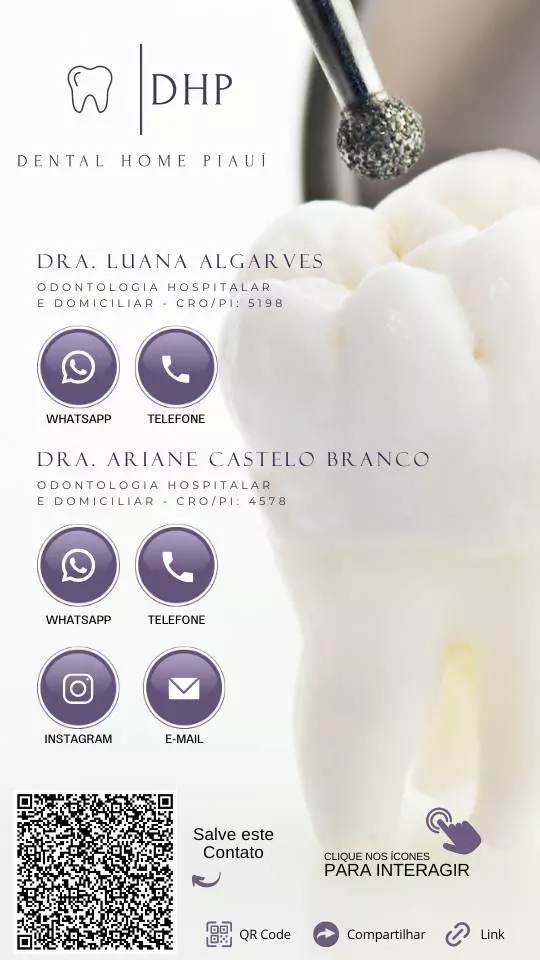 DHP
DENTAL HOME PIAUÍ
DRA. LUANA ALGARVES
ODONTOLOGIA HOSPITALAR
E DOMICILIAR - CRO/PI: 5198
WHATSAPP TELEFONE
DRA. ARIANE CASTELO BRANCO
ODONTOLOGIA HOSPITALAR
E DOMICILIAR - CRO/PI: 4578
WHATSAPP TELEFONE
INSTAGRAM E-MAIL
Salve este
Contato
CLIQUE NOS ÍCONES
PARA INTERAGIR
QR Code Compartilhar Link